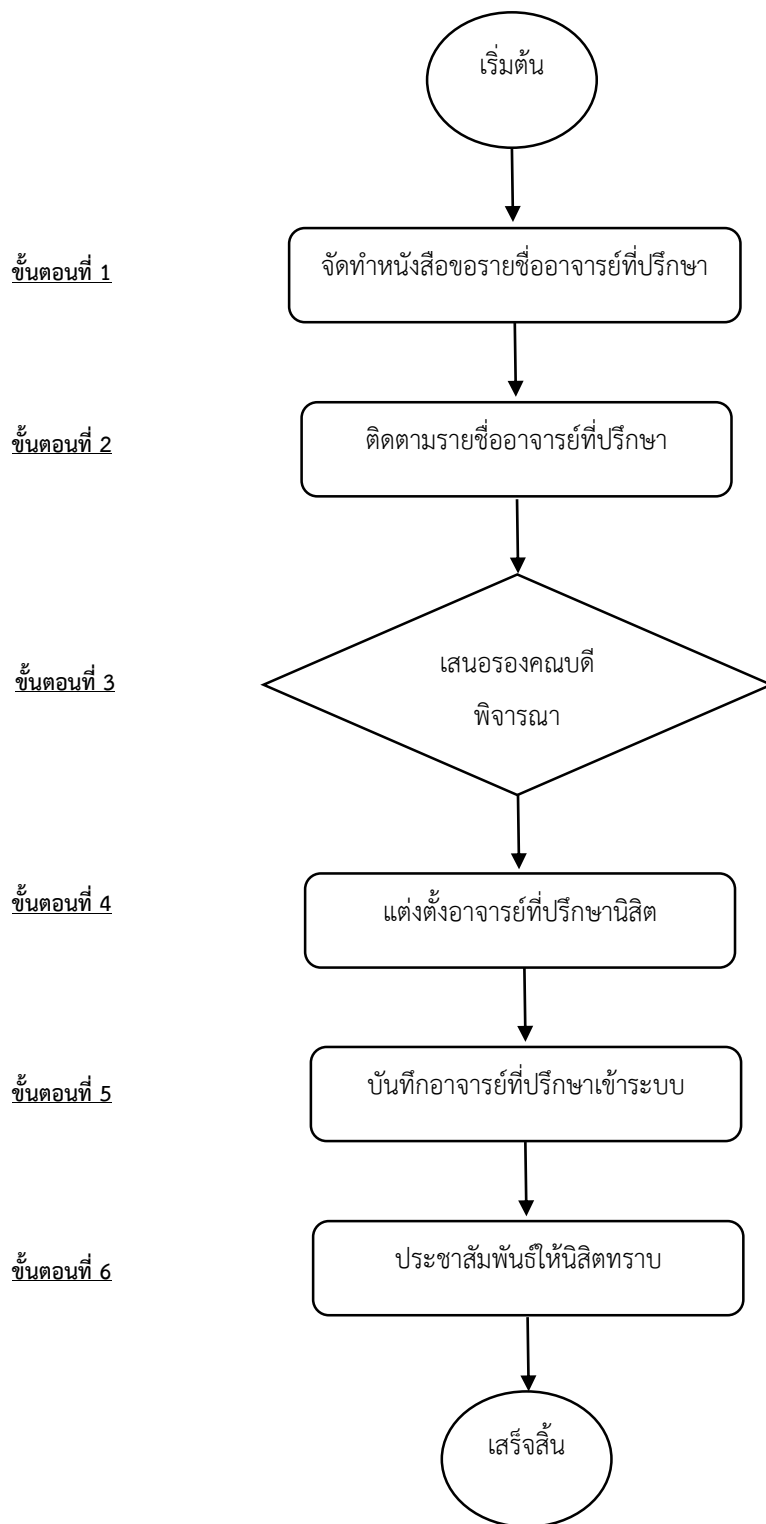 เริ่มต้น
ขั้นตอนที่ 1
จัดทำหนังสือขอรายชื่ออาจารย์ที่ปรึกษา
ขั้นตอนที่ 2
ติดตามรายชื่ออาจารย์ที่ปรึกษา
ขั้นตอนที่ 3
เสนอรองคณบดี
พิจารณา
ขั้นตอนที่ 4
แต่งตั้งอาจารย์ที่ปรึกษานิสิต
ขั้นตอนที่ 5
บันทึกอาจารย์ที่ปรึกษาเข้าระบบ
ขั้นตอนที่ 6
ประชาสัมพันธ์ให้นิสิตทราบ
เสร็จสิ้น